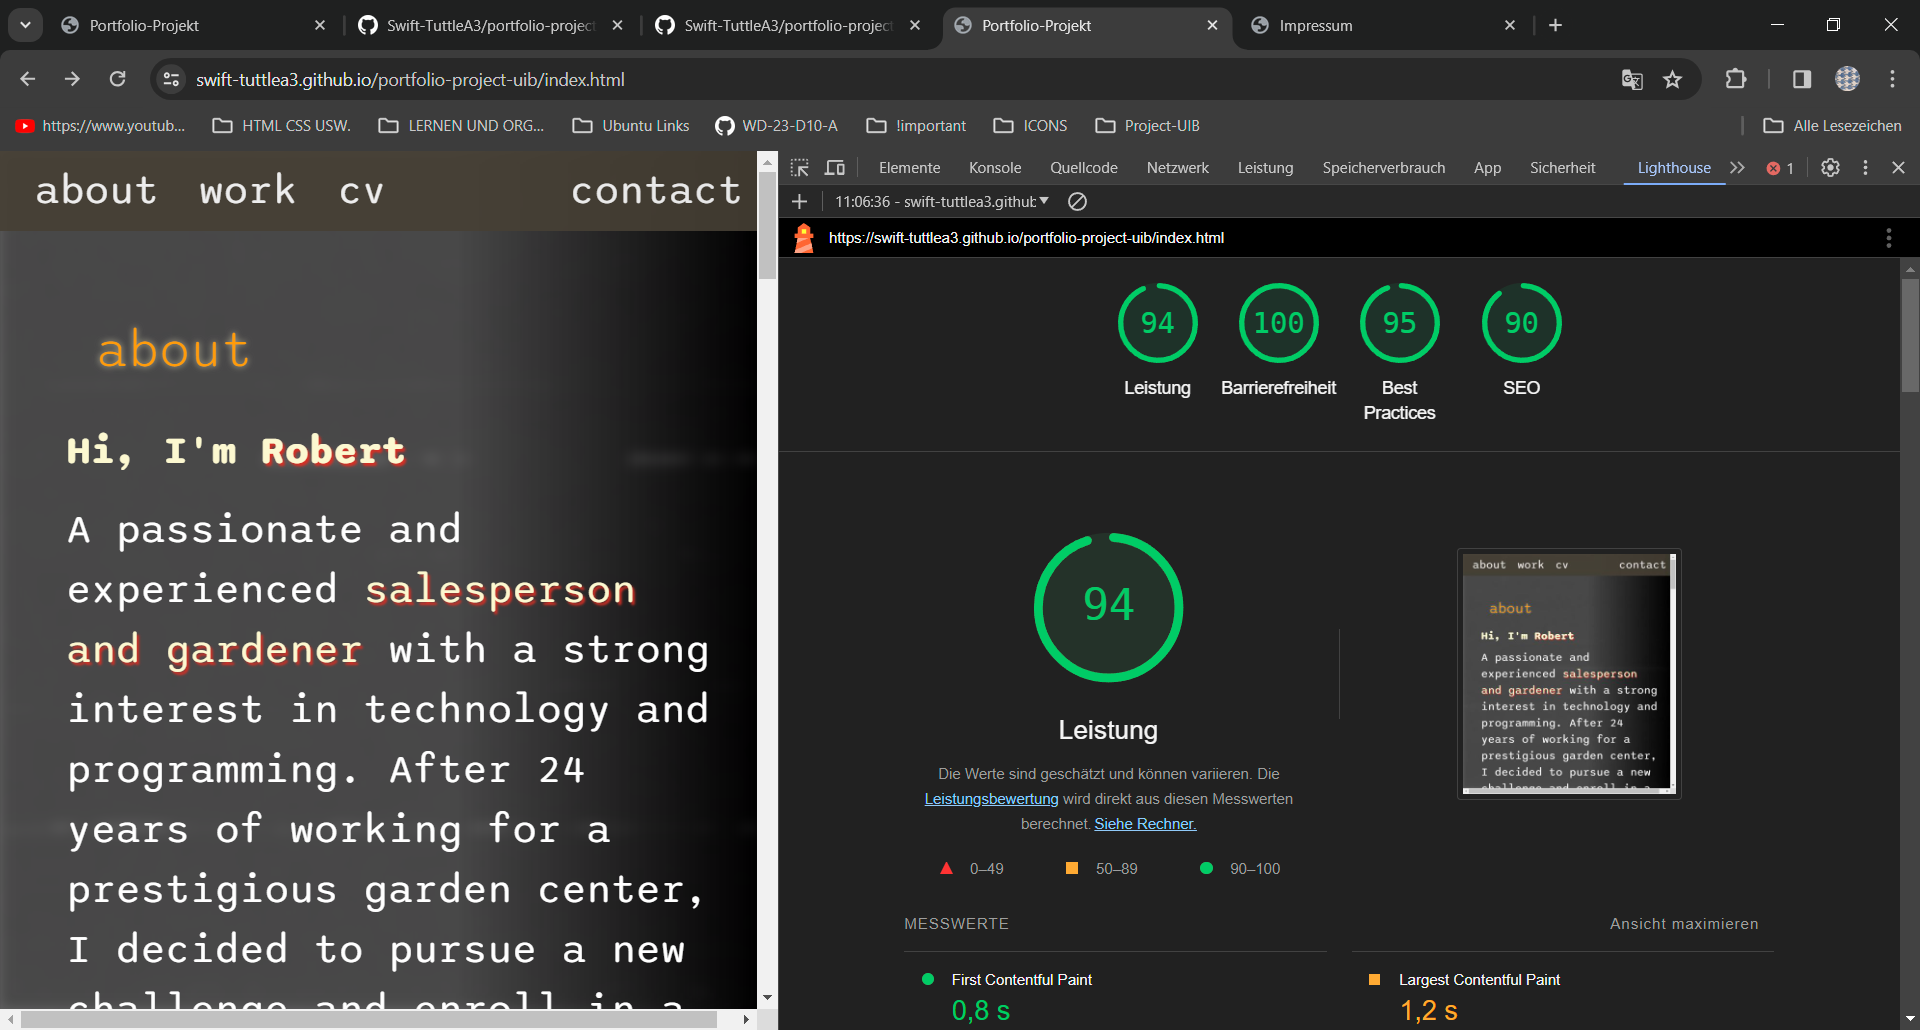 Portfolio-Projekt
Swift-TuttleA3/portfolio-project
Swift-TuttleA3/portfolio-project
Portfolio-Projekt
Impressum
swift-tuttlea3.github.io/portfolio-project-uib/index.html
https://www.youtub...
HTML CSS USW.
LERNEN UND ORG...
Ubuntu Links
WD-23-D10-A
!important
ICONS
Project-UIB
Alle Lesezeichen
about work cv contact
about
Hi, I'm Robert
A passionate and
experienced salesperson
and gardener with a strong
interest in technology and
programming. After 24
years of working for a
prestigious garden center,
I decided to pursue a new
challenge and enroll in a
Elemente Konsole Quellcode Netzwerk Leistung Speicherverbrauch App Sicherheit Lighthouse 1
11:06:36 - swift-tuttlea3.github
https://swift-tuttlea3.github.io/portfolio-project-uib/index.html
94 100 95 90
Leistung Barrierefreiheit Best Practices SEO
94
Leistung
Die Werte sind geschätzt und können variieren. Die
Leistungsbewertung wird direkt aus diesen Messwerten
berechnet. Siehe Rechner.
0–49 50–89 90–100
about work cv contact
about
Hi, I'm Robert
A passionate and
experienced salesperson
and gardener with a strong
interest in technology and
programming. After 24
years of working for a
prestigious garden center,
I decided to pursue a new
challenge and enroll in a
MESSWERTE
Ansicht maximieren
First Contentful Paint
0,8 s
Largest Contentful Paint
1,2 s